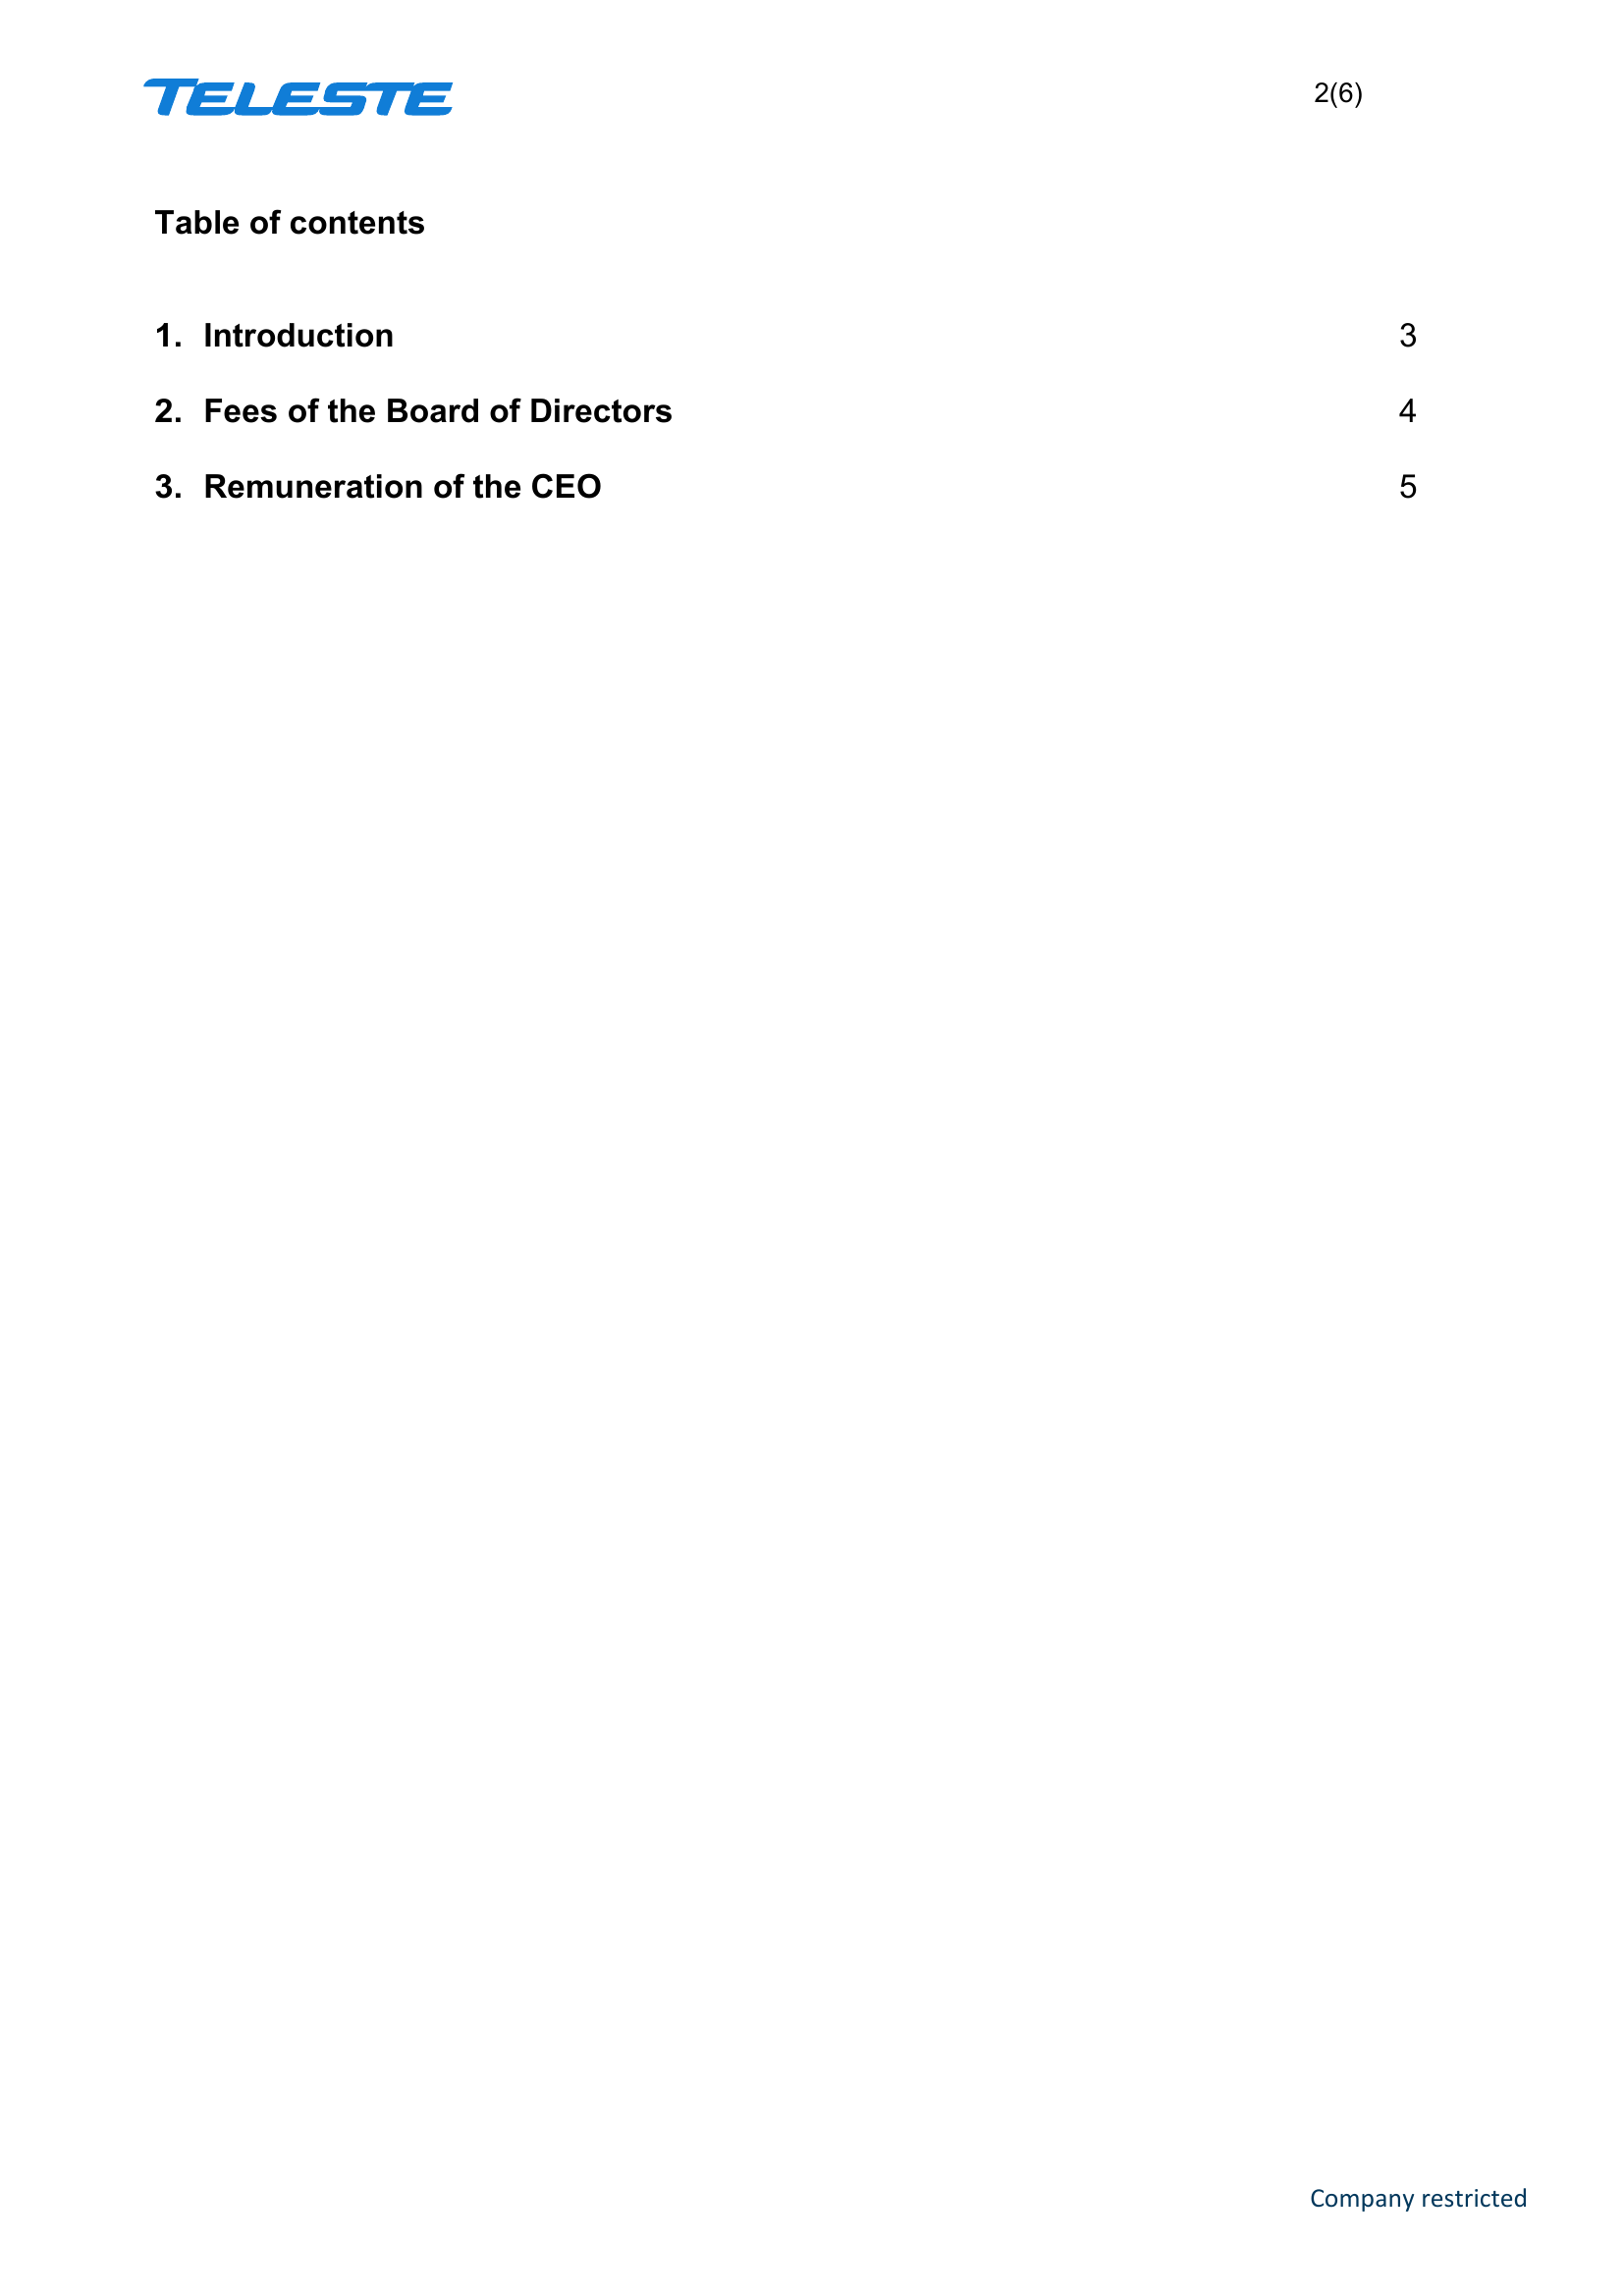 TELESTE
2(6)
Table of contents
1. Introduction 3
2. Fees of the Board of Directors 4
3. Remuneration of the CEO 5
Company restricted